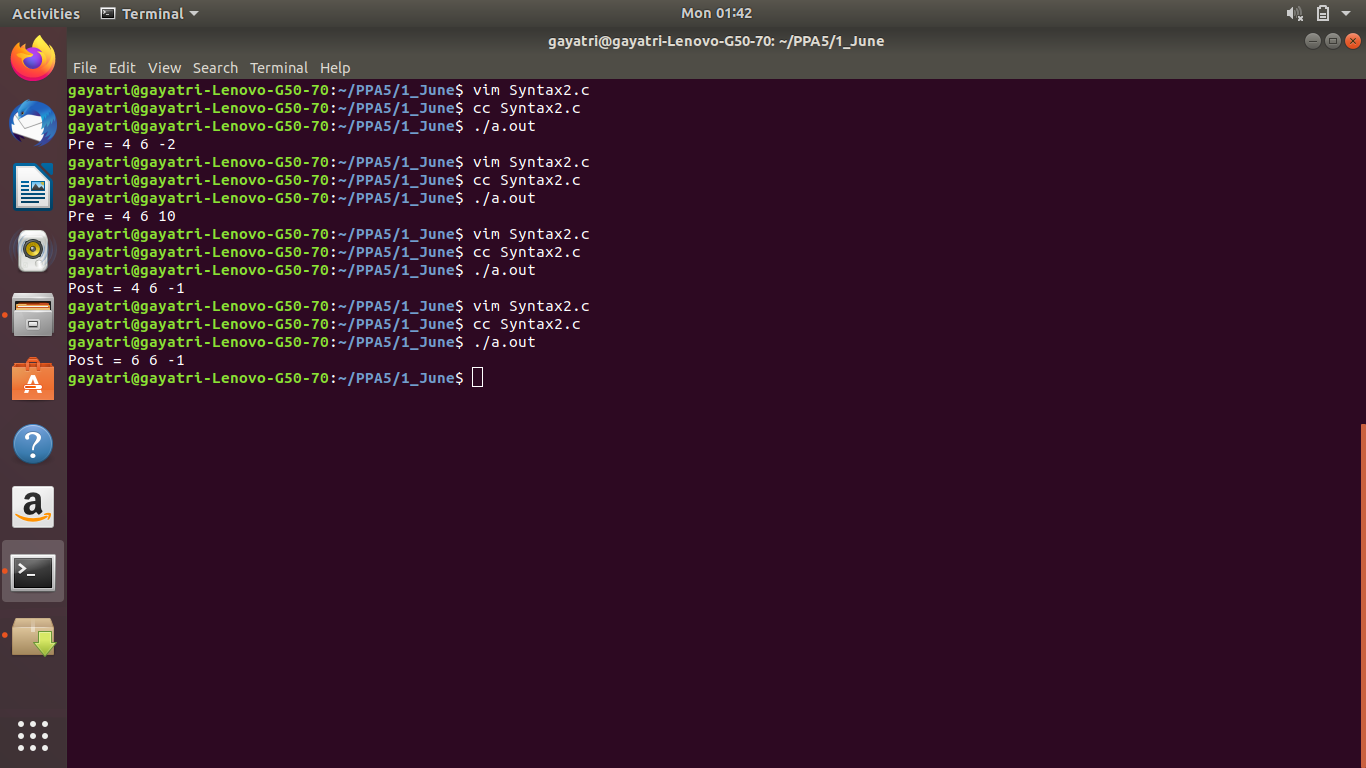 Activities Terminal Mon 01:42
gayatri@gayatri-Lenovo-G50-70: ~/PPA5/1_June
File Edit View Search Terminal Help
gayatri@gayatri-Lenovo-G50-70:~/PPA5/1_June$ vim Syntax2.c
gayatri@gayatri-Lenovo-G50-70:~/PPA5/1_June$ cc Syntax2.c
gayatri@gayatri-Lenovo-G50-70:~/PPA5/1_June$ ./a.out
Pre = 4 6 -2
gayatri@gayatri-Lenovo-G50-70:~/PPA5/1_June$ vim Syntax2.c
gayatri@gayatri-Lenovo-G50-70:~/PPA5/1_June$ cc Syntax2.c
gayatri@gayatri-Lenovo-G50-70:~/PPA5/1_June$ ./a.out
Pre = 4 6 10
gayatri@gayatri-Lenovo-G50-70:~/PPA5/1_June$ vim Syntax2.c
gayatri@gayatri-Lenovo-G50-70:~/PPA5/1_June$ cc Syntax2.c
gayatri@gayatri-Lenovo-G50-70:~/PPA5/1_June$ ./a.out
Post = 4 6 -1
gayatri@gayatri-Lenovo-G50-70:~/PPA5/1_June$ vim Syntax2.c
gayatri@gayatri-Lenovo-G50-70:~/PPA5/1_June$ cc Syntax2.c
gayatri@gayatri-Lenovo-G50-70:~/PPA5/1_June$ ./a.out
Post = 6 6 -1
gayatri@gayatri-Lenovo-G50-70:~/PPA5/1_June$